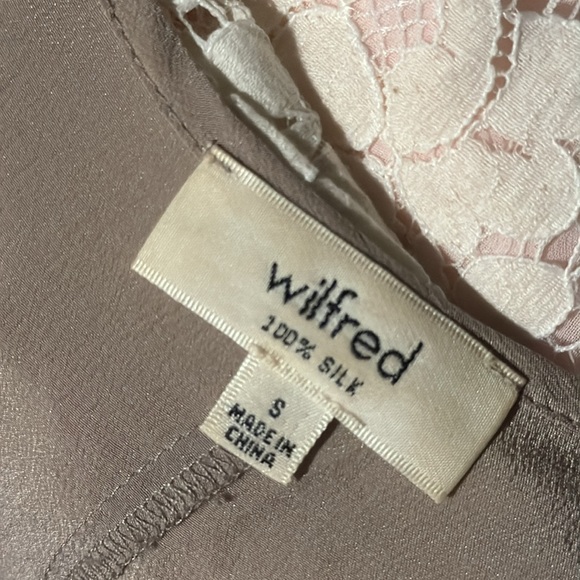 wilfred
100% SILK
S
MADE IN
CHINA